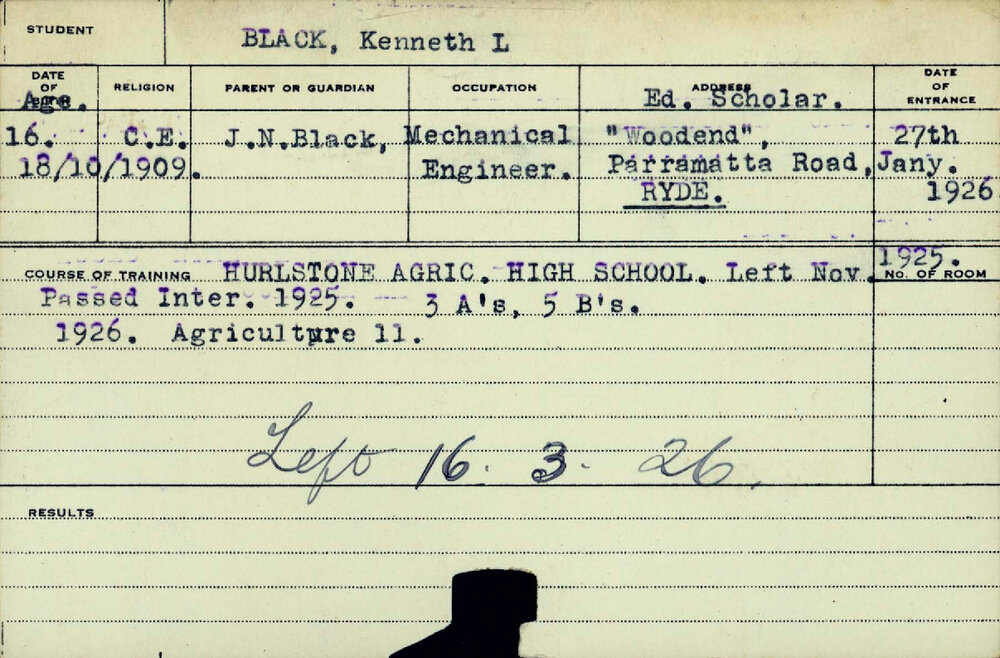 STUDENT BLACK, Kenneth L
DATE OF RELIGION PARENT OR GUARDIAN OCCUPATION ADDRESS DATE OF ENTRANCE
Age. Ed. Scholar.
16. C.E. J.N.Black, Mechanical "Woodend", 27th
18/10/1909. Engineer. Parramatta Road, Jany.
RYDE. 1926
COURSE OF TRAINING HURLSTONE AGRIC. HIGH SCHOOL. Left Nov. 1925.
NO. OF ROOM
Passed Inter. 1925. 3 A's, 5 B's.
1926. Agriculture 11.
Left 16. 3. 26.
RESULTS